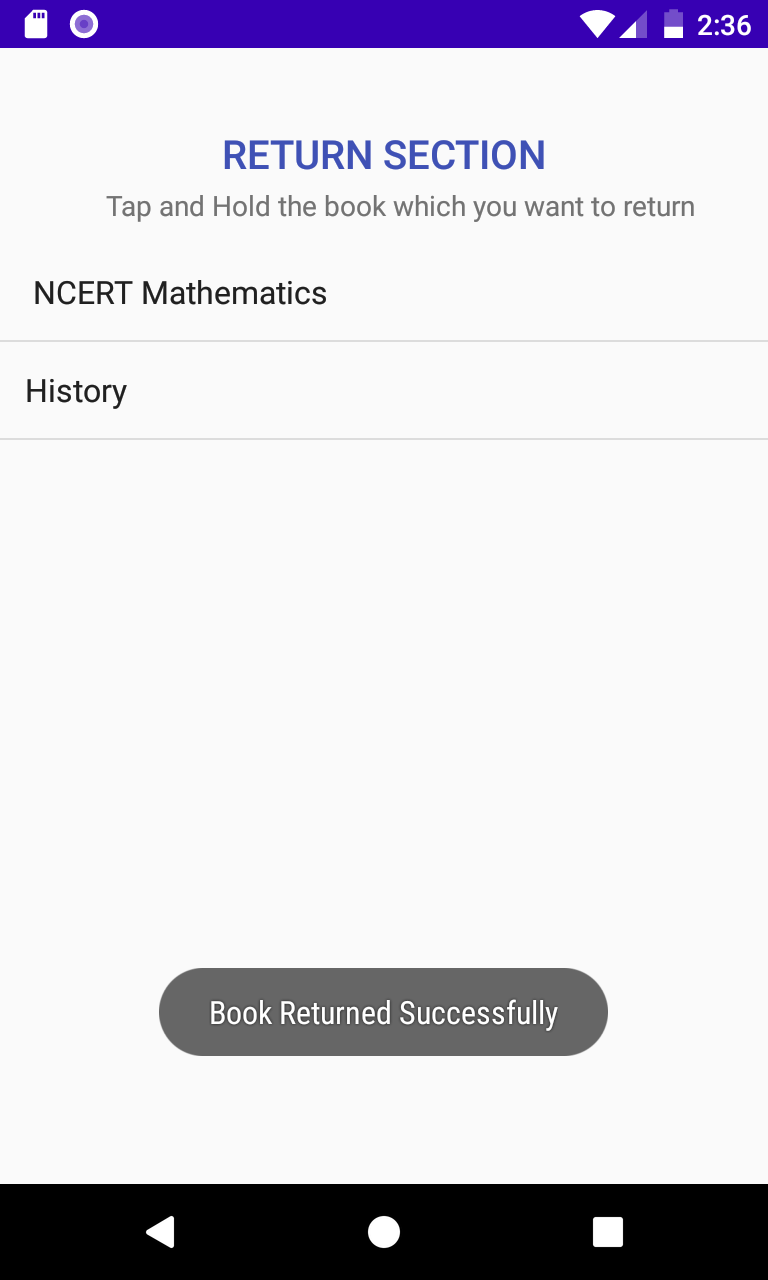 2:36
RETURN SECTION
Tap and Hold the book which you want to return
NCERT Mathematics
History
Book Returned Successfully